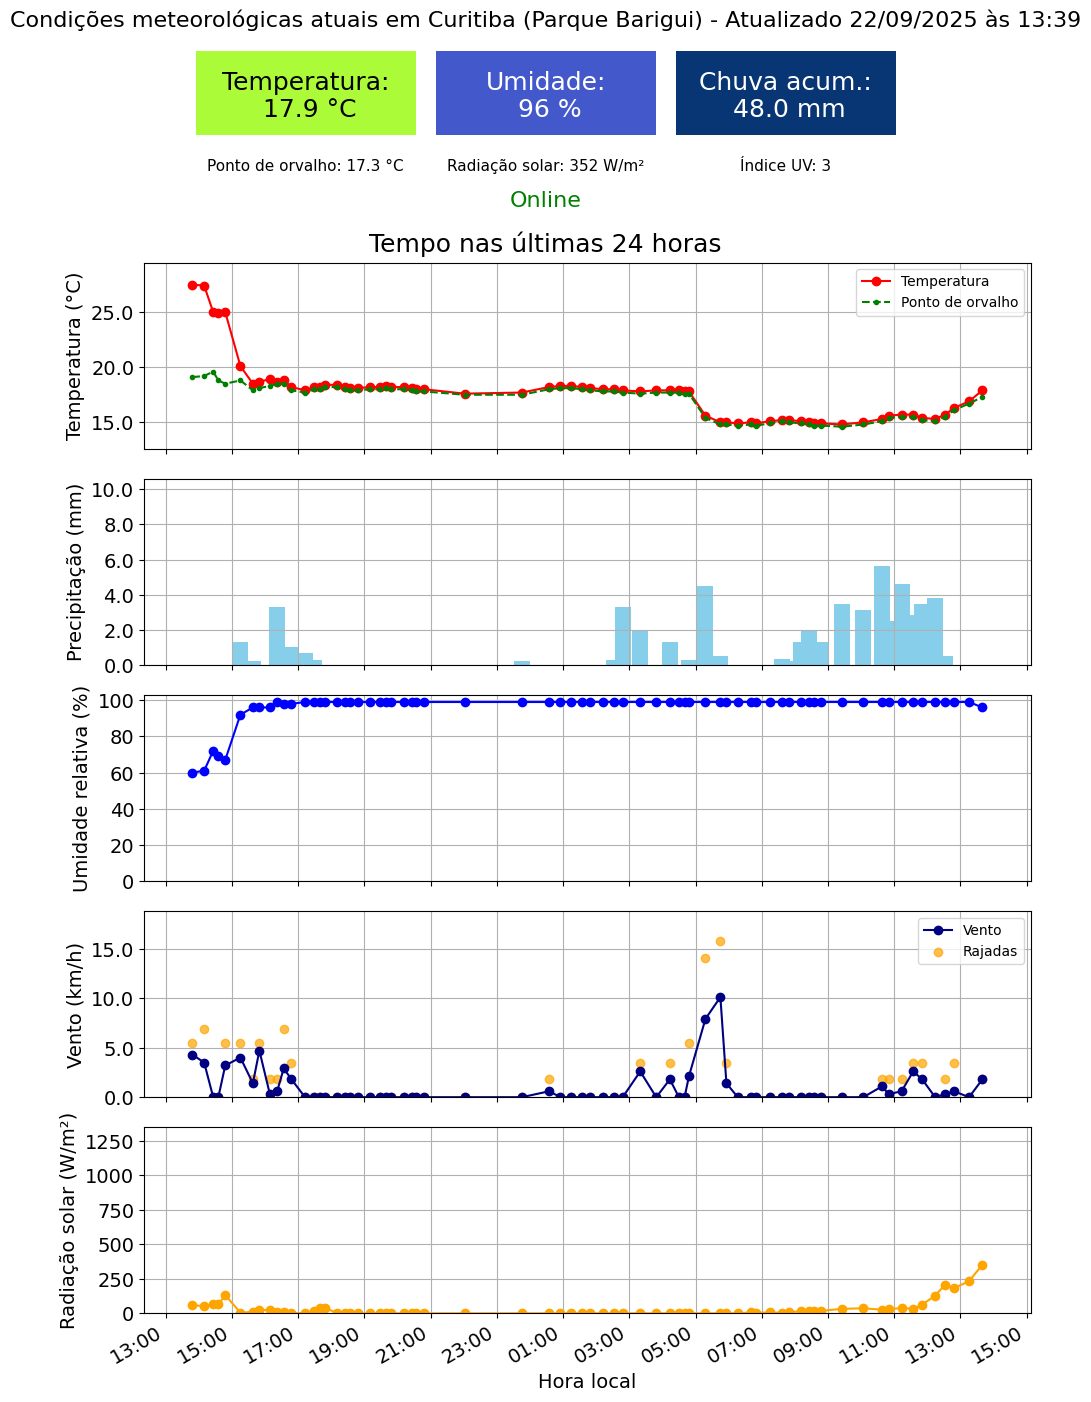 Condições meteorológicas atuais em Curitiba (Parque Barigui) - Atualizado 22/09/2025 às 13:39
Temperatura:
17.9 °C
Umidade:
96 %
Chuva acum.:
48.0 mm
Ponto de orvalho: 17.3 °C
Radiação solar: 352 W/m²
Índice UV: 3
Online
Tempo nas últimas 24 horas
Temperatura (°C)
25.0
20.0
15.0
Temperatura
Ponto de orvalho
Precipitação (mm)
10.0
8.0
6.0
4.0
2.0
0.0
Umidade relativa (%)
100
80
60
40
20
0
Vento (km/h)
15.0
10.0
5.0
0.0
Vento
Rajadas
Radiação solar (W/m²)
1250
1000
750
500
250
0
13:00
15:00
17:00
19:00
21:00
23:00
01:00
03:00
05:00
07:00
09:00
11:00
13:00
15:00
Hora local